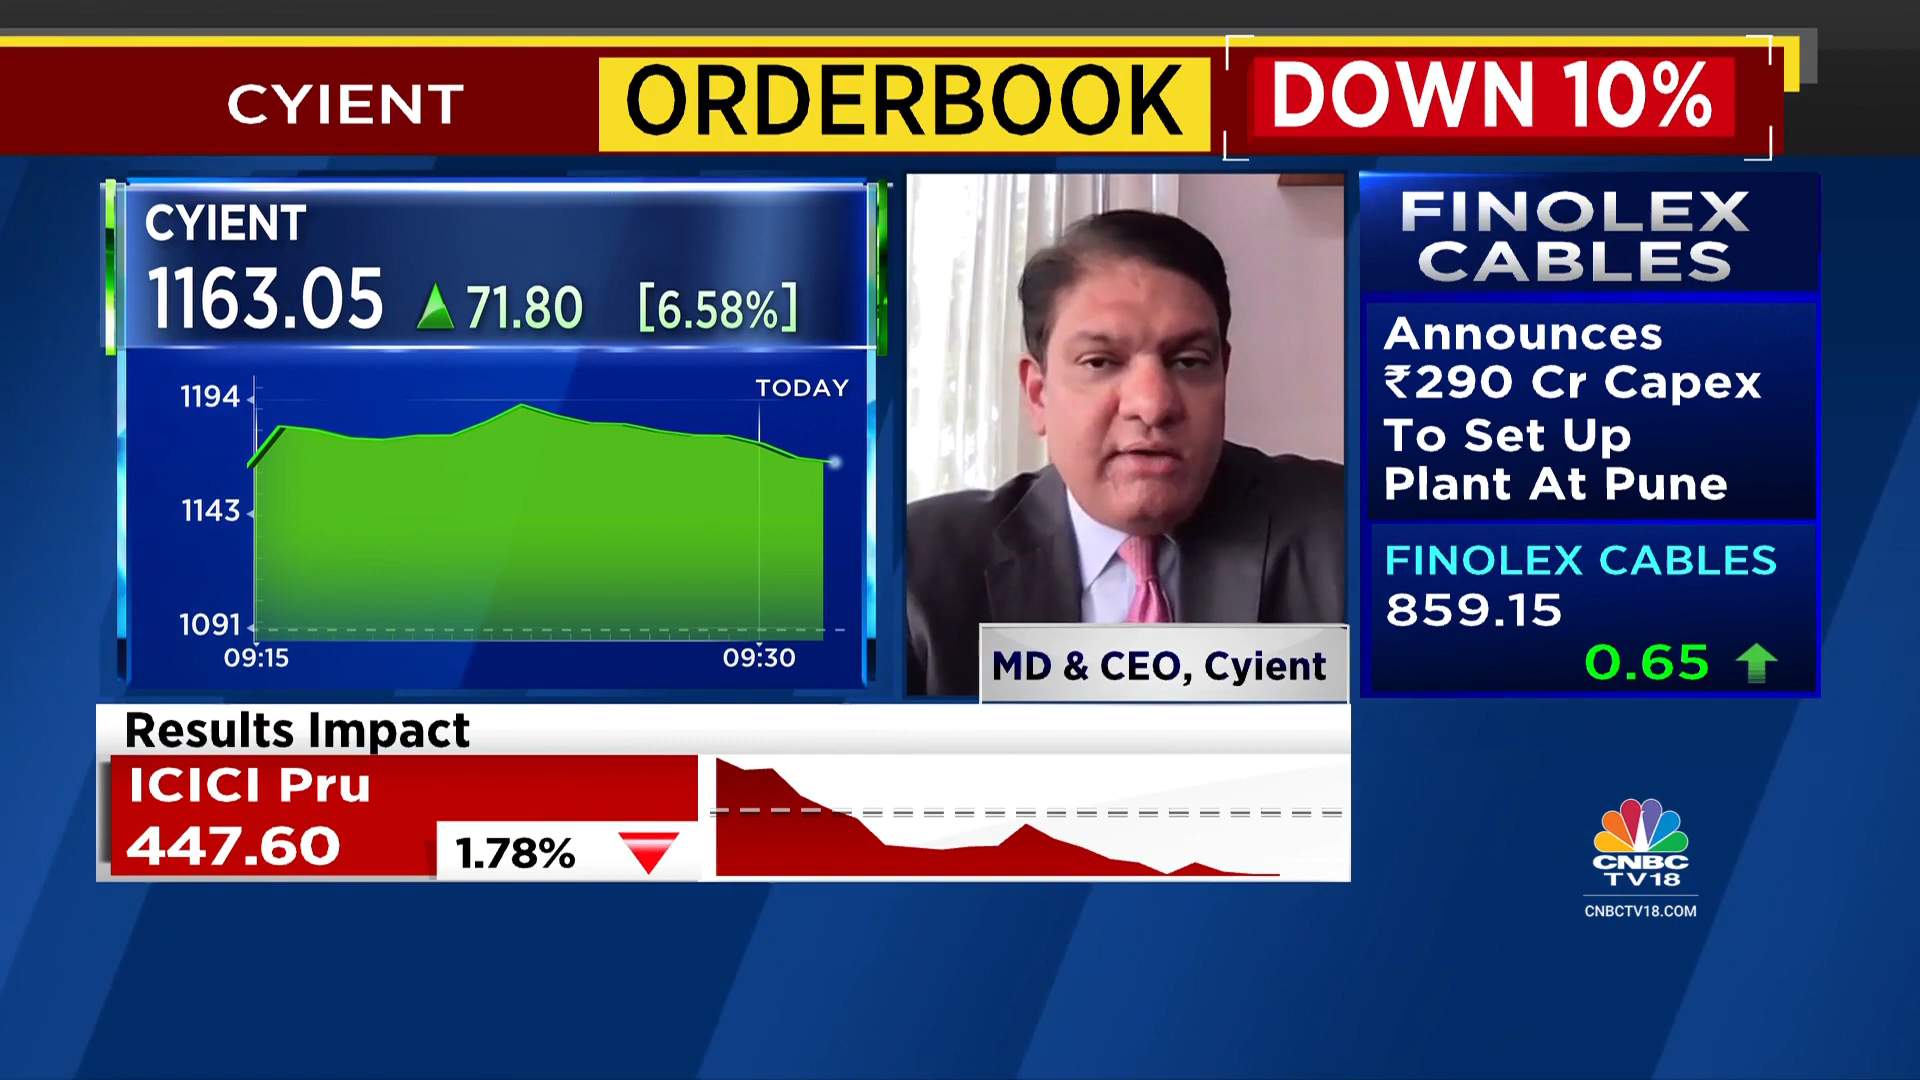 CYIENT
ORDERBOOK
DOWN 10%
CYIENT
1163.05 ▲ 71.80 [6.58%]
TODAY
1194
1143
1091
09:15
09:30
MD & CEO, Cyient
FINOLEX
CABLES
Announces
₹290 Cr Capex
To Set Up
Plant At Pune
FINOLEX CABLES
859.15
0.65
Results Impact
ICICI Pru
447.60
1.78%
CNBC
TV18
CNBCTV18.COM